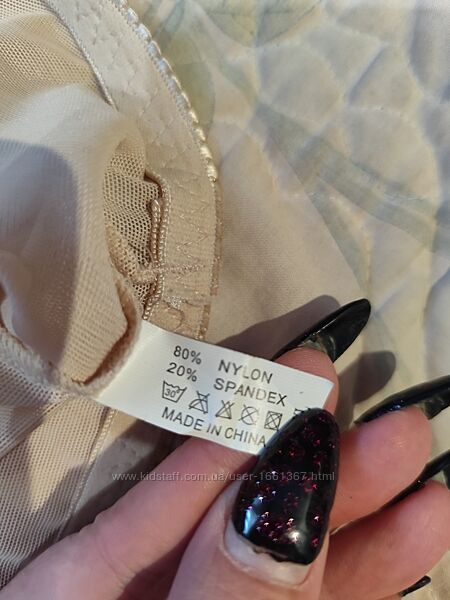 80% NYLON
20% SPANDEX
30°
MADE IN CHINA
www.kidstaff.com.ua/user-1661367.html